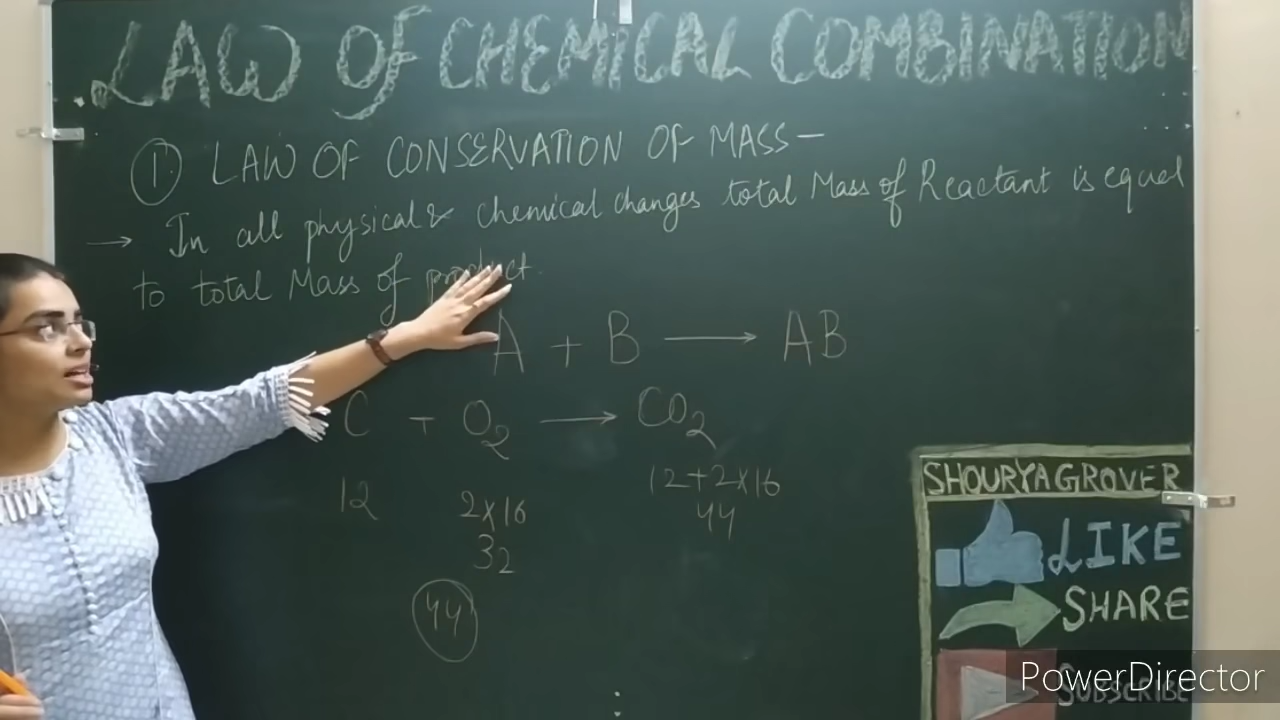 LAW OF CHEMICAL COMBINATION
① LAW OF CONSERVATION OF MASS —
→ In all physical & chemical changes total Mass of Reactant is equal
to total Mass of product.
A + B → AB
C + O₂ → CO₂
12 2×16 12+2×16
32 44
44
SHOURYA GROVER
LIKE
SHARE
SUBSCRIBE
PowerDirector